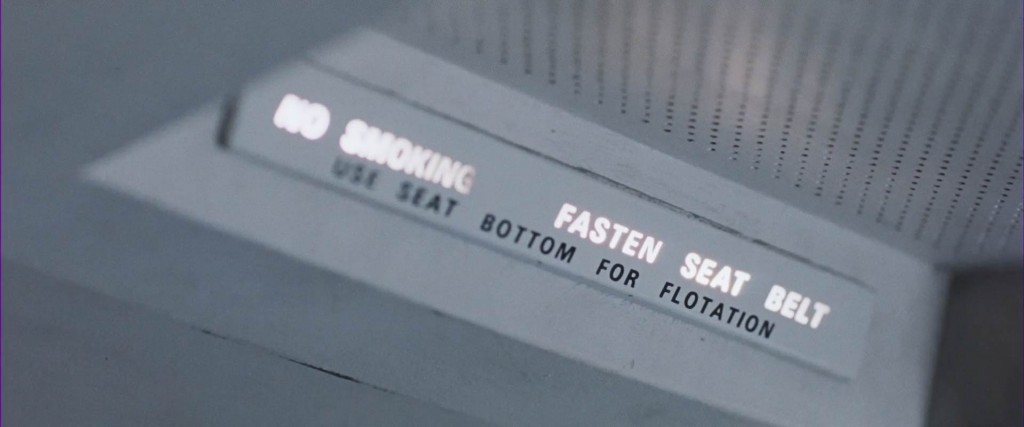 NO SMOKING FASTEN SEAT BELT
USE SEAT BOTTOM FOR FLOTATION